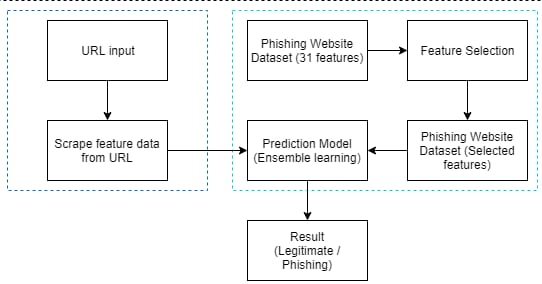 URL input
Phishing Website
Dataset (31 features)
Feature Selection
Scrape feature data
from URL
Prediction Model
(Ensemble learning)
Phishing Website
Dataset (Selected
features)
Result
(Legitimate /
Phishing)